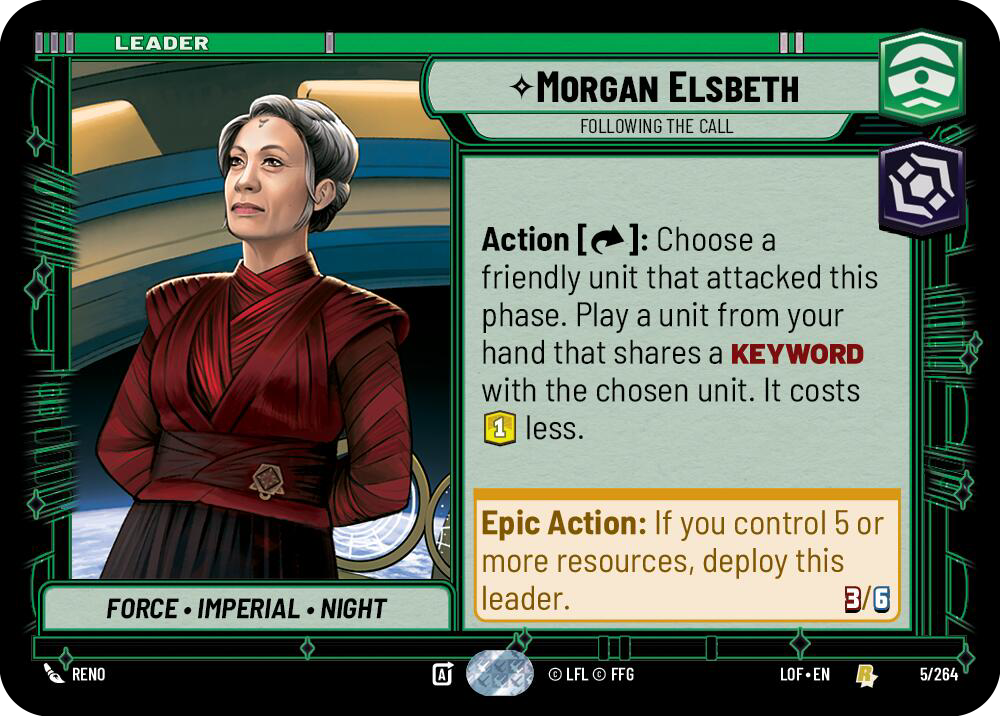 LEADER
MORGAN ELSBETH
FOLLOWING THE CALL
Action [ ]: Choose a
friendly unit that attacked this
phase. Play a unit from your
hand that shares a KEYWORD
with the chosen unit. It costs
1 less.
Epic Action: If you control 5 or
more resources, deploy this
leader. 3/6
FORCE • IMPERIAL • NIGHT
RENO
A
© LFL © FFG
LOF • EN
R
5/264